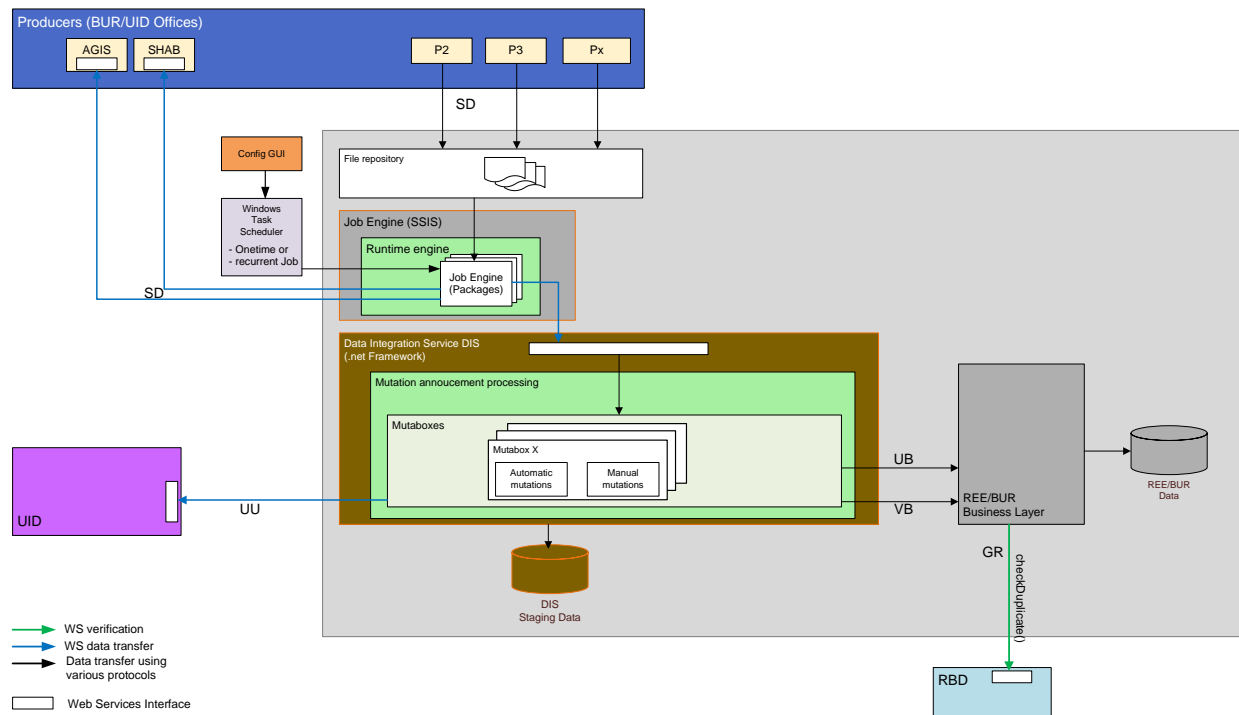 Producers (BUR/UID Offices)
AGIS
SHAB
P2
P3
Px
SD
Config GUI
File repository
Windows
Task
Scheduler
- Onetime or
- recurrent Job
Job Engine (SSIS)
Runtime engine
Job Engine
(Packages)
SD
Data Integration Service DIS
(.net Framework)
Mutation annoucement processing
Mutaboxes
Mutabox X
Automatic
mutations
Manual
mutations
UB
VB
REE/BUR
Business Layer
REE/BUR
Data
UID
UU
GR
checkDuplicate()
DIS
Staging Data
RBD
WS verification
WS data transfer
Data transfer using
various protocols
Web Services Interface